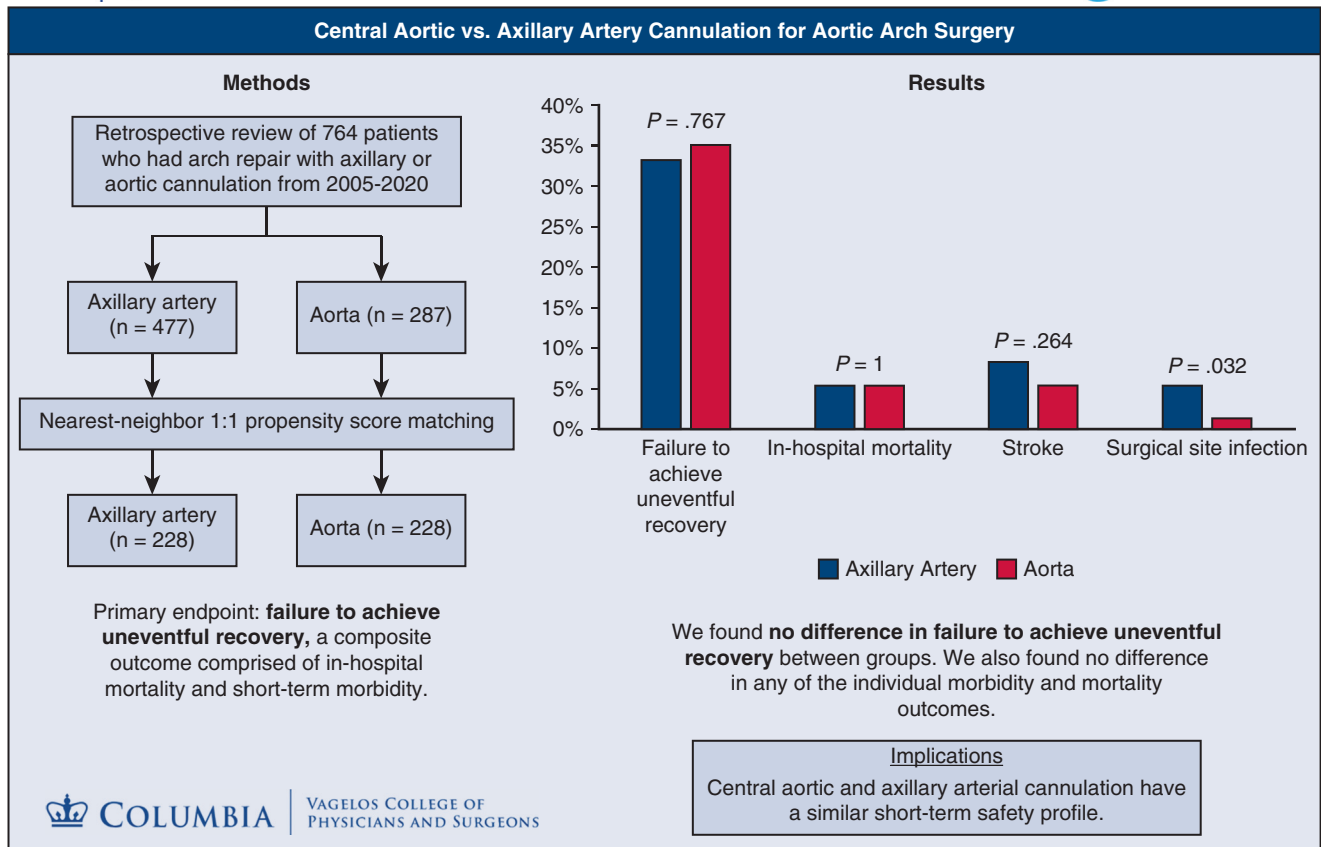 Central Aortic vs. Axillary Artery Cannulation for Aortic Arch Surgery
Methods
Retrospective review of 764 patients
who had arch repair with axillary or
aortic cannulation from 2005-2020
Axillary artery
(n = 477)
Aorta (n = 287)
Nearest-neighbor 1:1 propensity score matching
Axillary artery
(n = 228)
Aorta (n = 228)
Primary endpoint: failure to achieve
uneventful recovery, a composite
outcome comprised of in-hospital
mortality and short-term morbidity.
COLUMBIA
VAGELOS COLLEGE OF
PHYSICIANS AND SURGEONS
Results
40%
35%
30%
25%
20%
15%
10%
5%
0%
P = .767
P = 1
P = .264
P = .032
Failure to
achieve
uneventful
recovery
In-hospital mortality
Stroke
Surgical site infection
Axillary Artery
Aorta
We found no difference in failure to achieve uneventful
recovery between groups. We also found no difference
in any of the individual morbidity and mortality
outcomes.
Implications
Central aortic and axillary arterial cannulation have
a similar short-term safety profile.